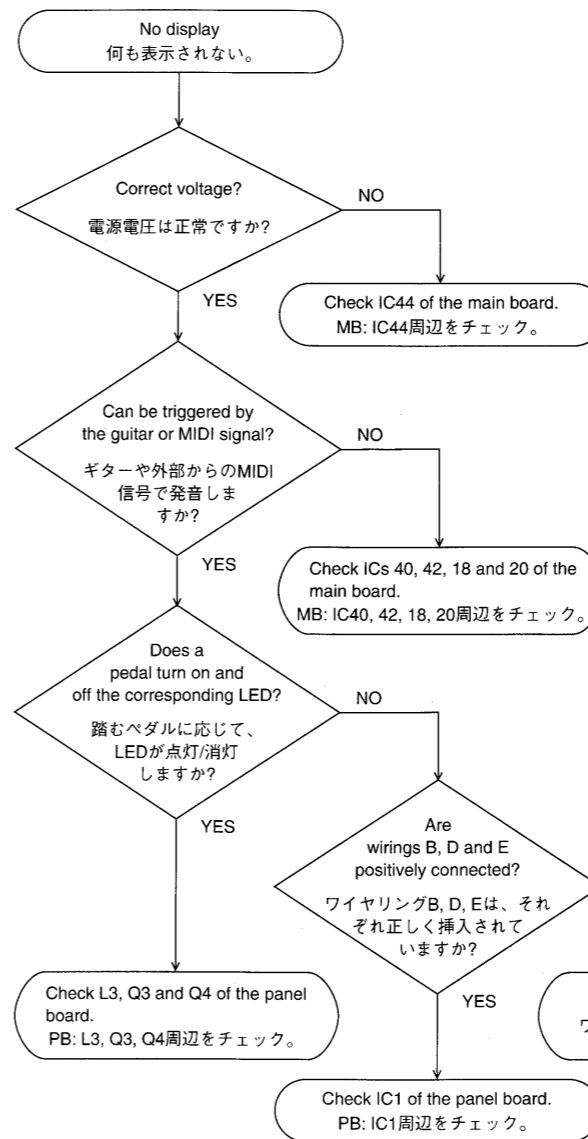 No display
何も表示されない。
Correct voltage?
電源電圧は正常ですか?
NO
YES
Check IC44 of the main board.
MB: IC44周辺をチェック。
Can be triggered by
the guitar or MIDI signal?
ギターや外部からのMIDI
信号で発音しま
すか?
NO
YES
Check ICs 40, 42, 18 and 20 of the
main board.
MB: IC40, 42, 18, 20周辺をチェック。
Does a
pedal turn on and
off the corresponding LED?
踏むペダルに応じて、
LEDが点灯/消灯
しますか?
NO
YES
Are
wirings B, D and E
positively connected?
ワイヤリングB, D, Eは、それ
ぞれ正しく挿入されて
いますか?
YES
Check L3, Q3 and Q4 of the panel
board.
PB: L3, Q3, Q4周辺をチェック。
ワ
Check IC1 of the panel board.
PB: IC1周辺をチェック。